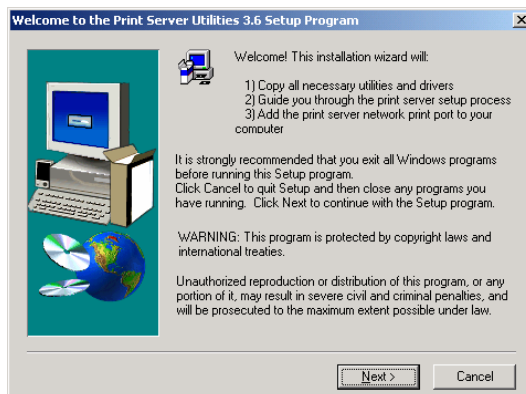 Welcome to the Print Server Utilities 3.6 Setup Program
Welcome! This installation wizard will:
1) Copy all necessary utilities and drivers
2) Guide you through the print server setup process
3) Add the print server network print port to your
computer
It is strongly recommended that you exit all Windows programs
before running this Setup program.
Click Cancel to quit Setup and then close any programs you
have running. Click Next to continue with the Setup program.
WARNING: This program is protected by copyright laws and
international treaties.
Unauthorized reproduction or distribution of this program, or any
portion of it, may result in severe civil and criminal penalties, and
will be prosecuted to the maximum extent possible under law.
Next >
Cancel